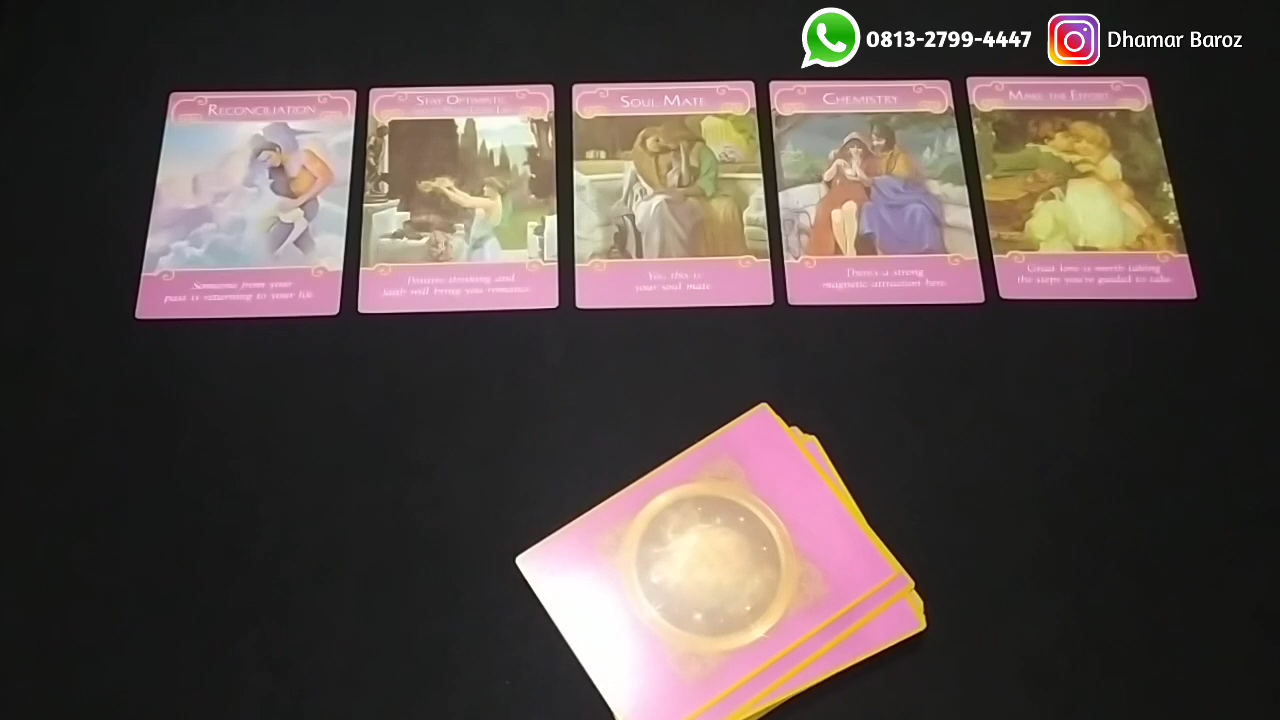 0813-2799-4447
Dhamar Baroz
RECONCILIATION
Someone from your
past is returning to your life.
STAY OPTIMISTIC
Positive thinking and
faith will bring you romance.
SOUL MATE
Yes, this is
your soul mate.
CHEMISTRY
There's a strong
magnetic attraction here.
MAKE THE EFFORT
Great love is worth taking
the steps you're guided to take.